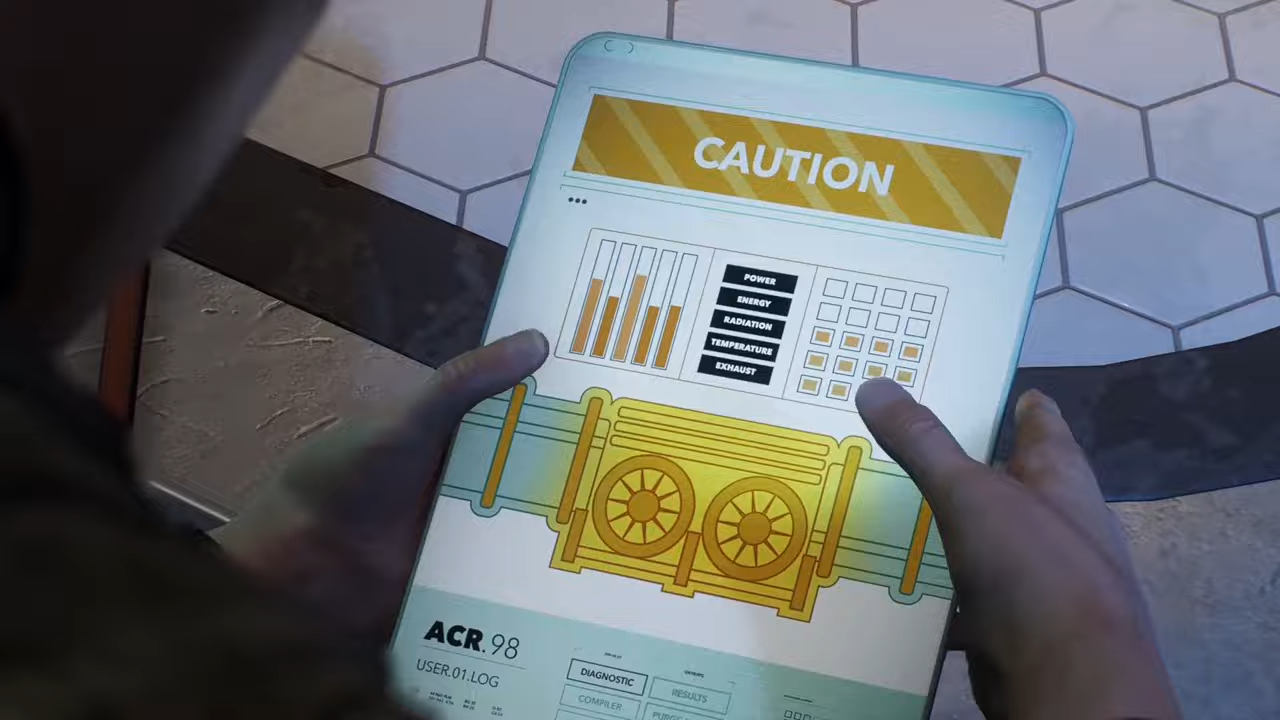 CAUTION
POWER
ENERGY
RADIATION
TEMPERATURE
EXHAUST
ACR.98
USER.01.LOG
DIAGNOSTIC
RESULTS
COMPILER